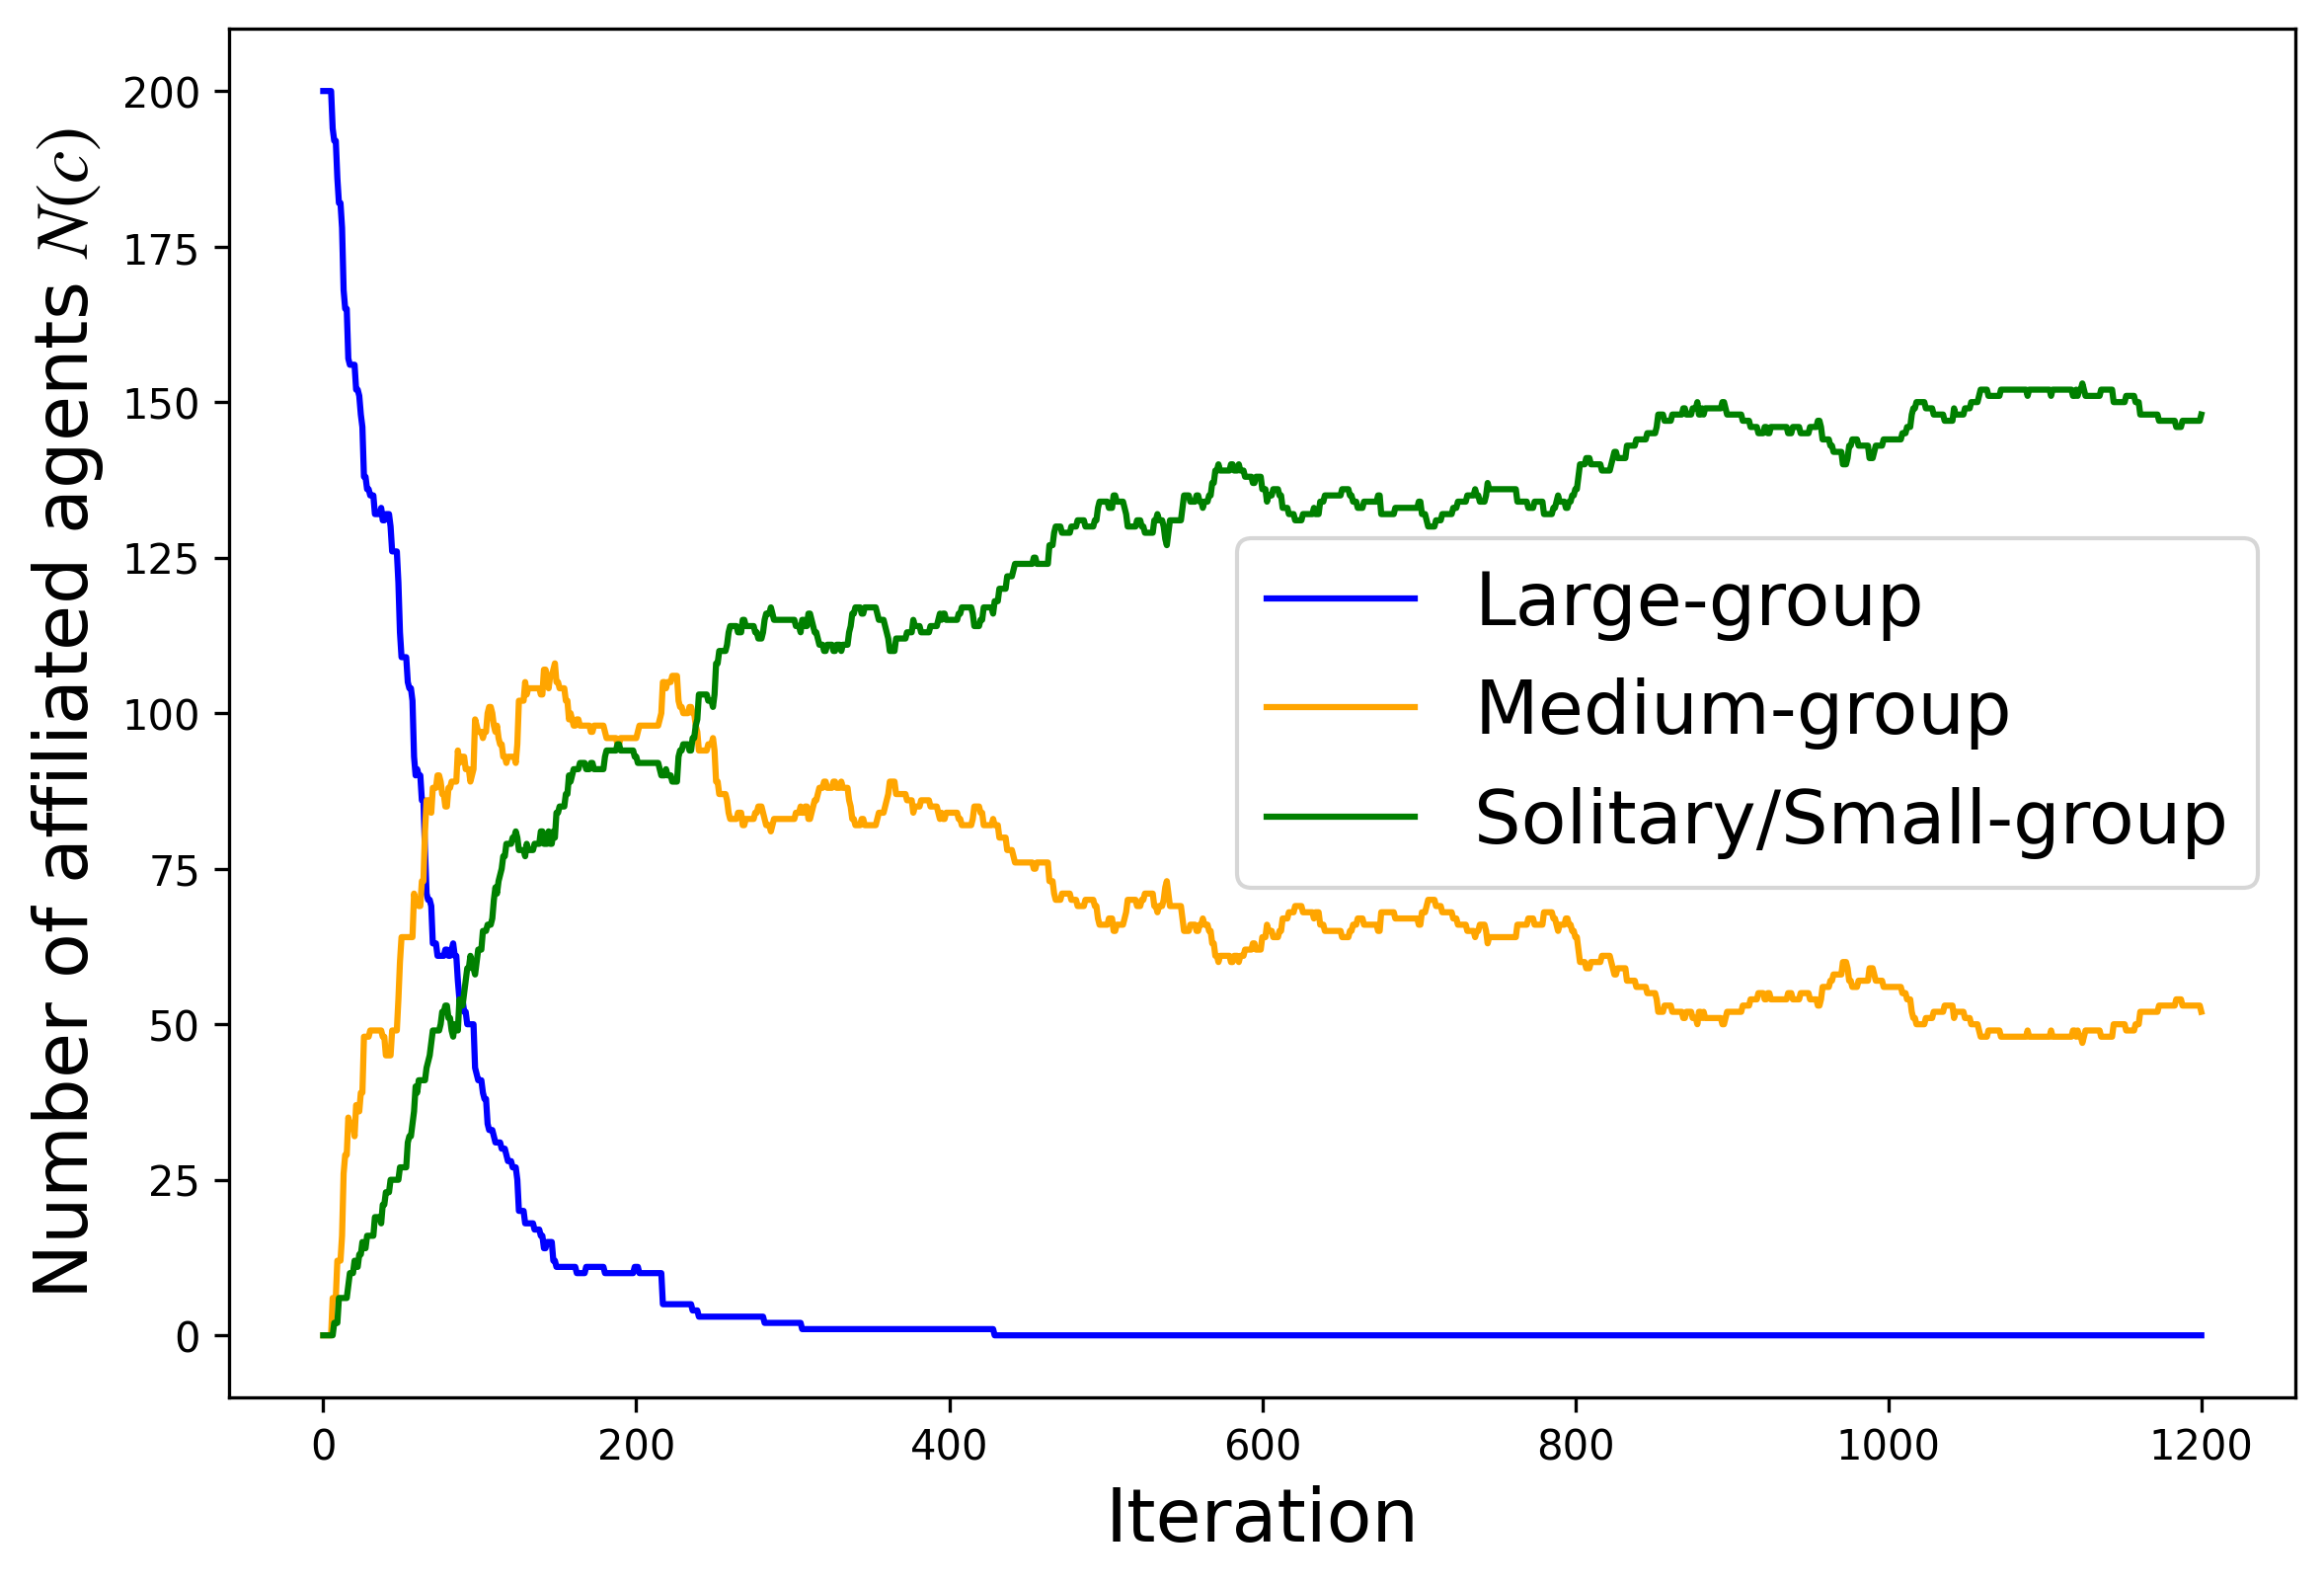 Number of affiliated agents N(c)
200
175
150
125
100
75
50
25
0
Large-group
Medium-group
Solitary/Small-group
0 200 400 600 800 1000 1200
Iteration